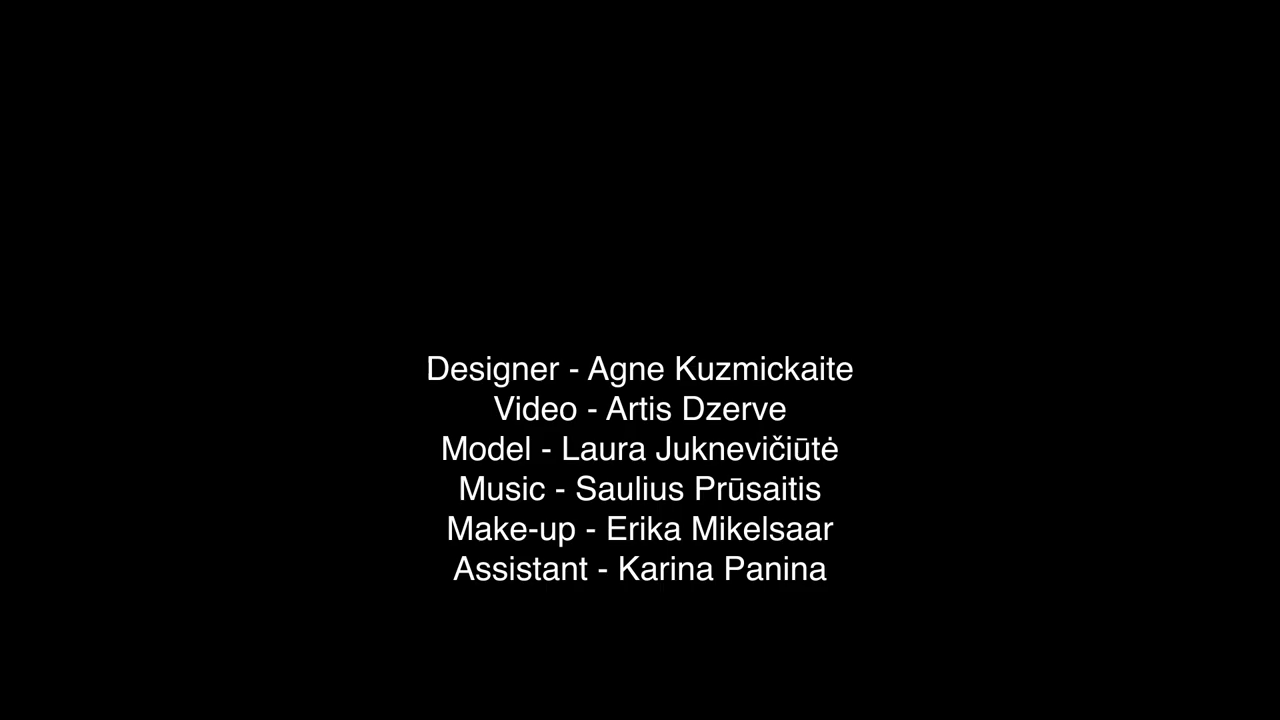 Designer - Agne Kuzmickaite
Video - Artis Dzerve
Model - Laura Juknevičiūtė
Music - Saulius Prūsaitis
Make-up - Erika Mikelsaar
Assistant - Karina Panina